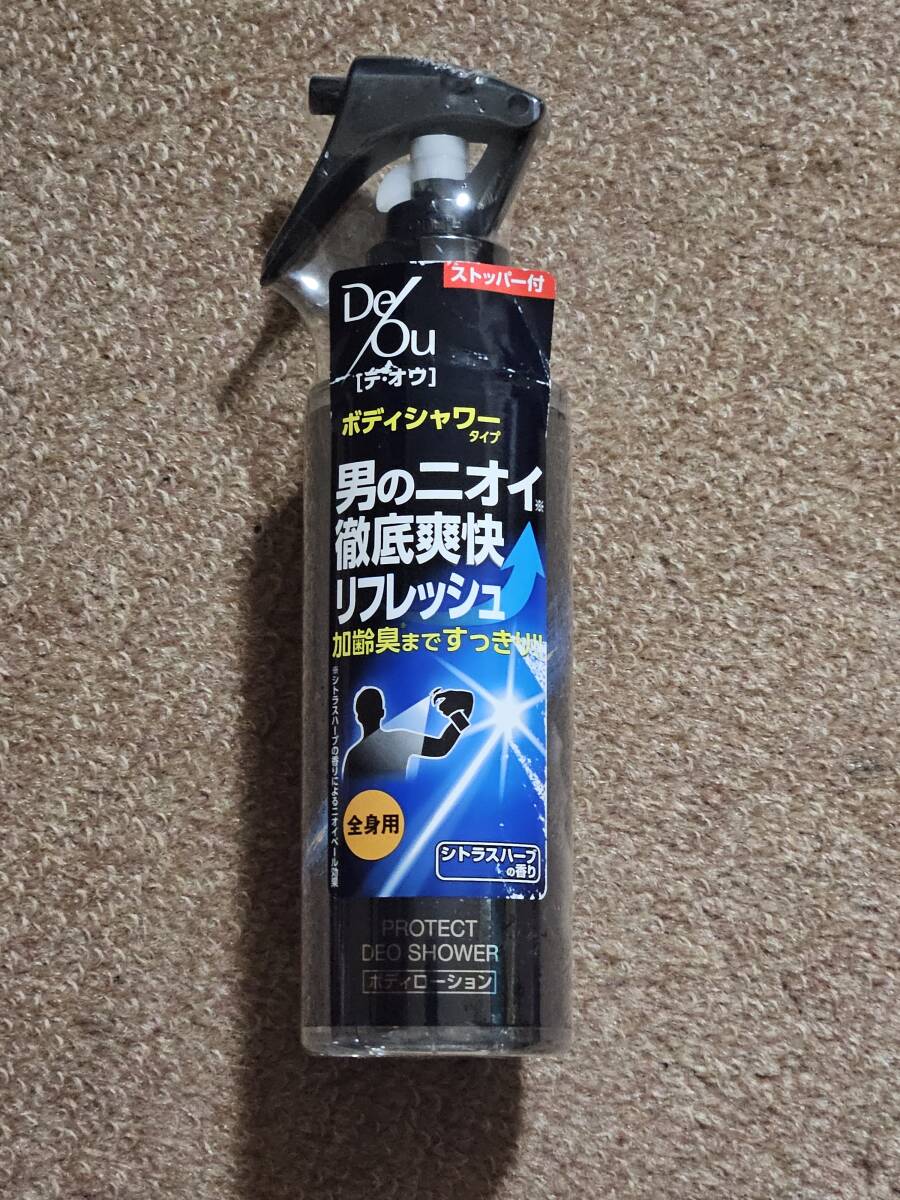 ストッパー付
De/Ou
[デ・オウ]
ボディシャワー
タイプ
男のニオイ※
徹底爽快
リフレッシュ
加齢臭まですっきり!!!
※シトラスハーブの香りによるニオイベール効果
全身用
シトラスハーブ
の香り
PROTECT
DEO SHOWER
ボディローション